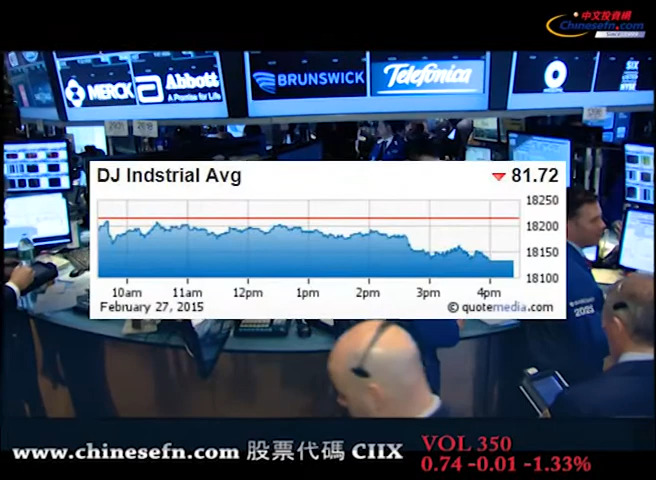 中文投資網
Chinesefn.com
MERCK
Abbott
A Promise for Life
BRUNSWICK
Telefónica
DJ Indstrial Avg
81.72
18250
18200
18150
18100
10am 11am 12pm 1pm 2pm 3pm 4pm
February 27, 2015
© quotemedia.com
www.chinesefn.com 股票代碼 CIIX
VOL 350
0.74 -0.01 -1.33%